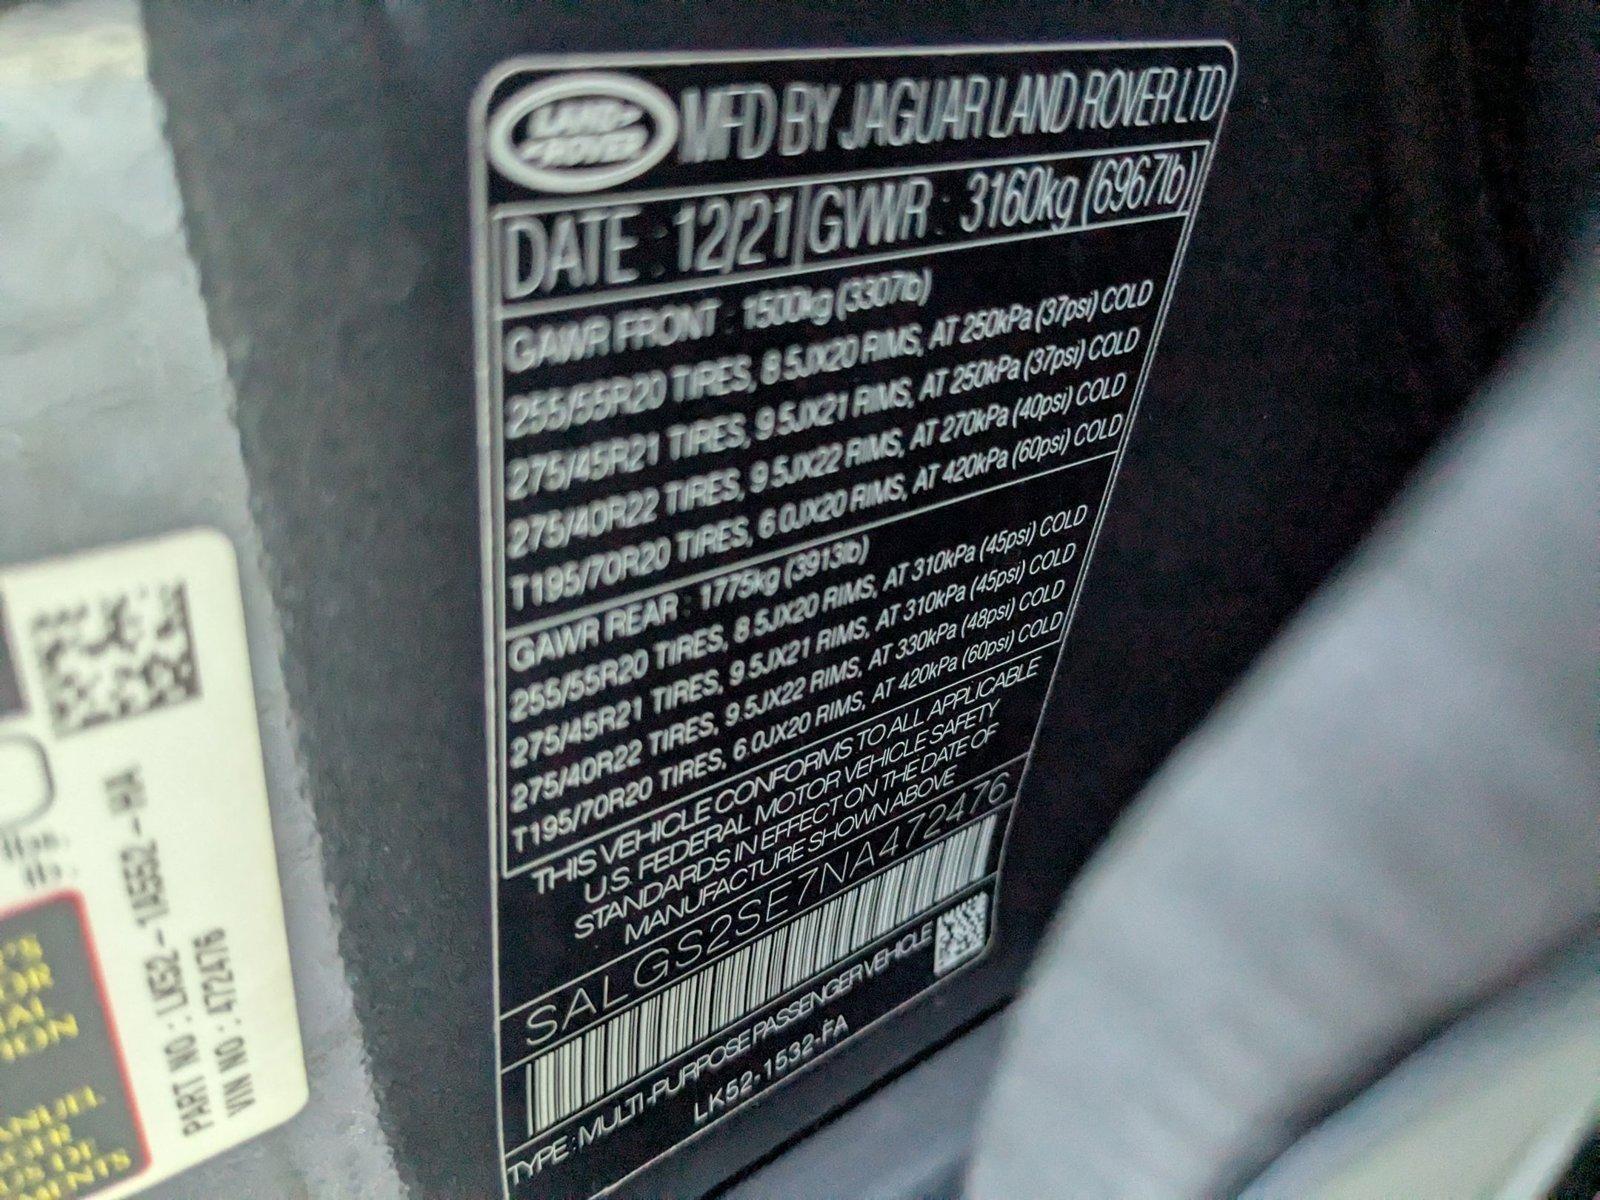 LAND-
-ROVER
MFD BY JAGUAR LAND ROVER LTD
DATE : 12/21 GVWR : 3160kg (6967lb)
GAWR FRONT : 1500kg (3307lb)
255/55R20 TIRES, 8.5JX20 RIMS, AT 250kPa (37psi) COLD
275/45R21 TIRES, 9.5JX21 RIMS, AT 250kPa (37psi) COLD
275/40R22 TIRES, 9.5JX22 RIMS, AT 270kPa (40psi) COLD
T195/70R20 TIRES, 6.0JX20 RIMS, AT 420kPa (60psi) COLD
GAWR REAR : 1775kg (3913lb)
255/55R20 TIRES, 8.5JX20 RIMS, AT 310kPa (45psi) COLD
275/45R21 TIRES, 9.5JX21 RIMS, AT 310kPa (45psi) COLD
275/40R22 TIRES, 9.5JX22 RIMS, AT 330kPa (48psi) COLD
T195/70R20 TIRES, 6.0JX20 RIMS, AT 420kPa (60psi) COLD
THIS VEHICLE CONFORMS TO ALL APPLICABLE
U.S. FEDERAL MOTOR VEHICLE SAFETY
STANDARDS IN EFFECT ON THE DATE OF
MANUFACTURE SHOWN ABOVE
SALGS2SE7NA472476
TYPE : MULTI-PURPOSE PASSENGER VEHICLE
LK52-1532-FA
PART NO : LK52-1A5S2-HA
VIN NO : 472476